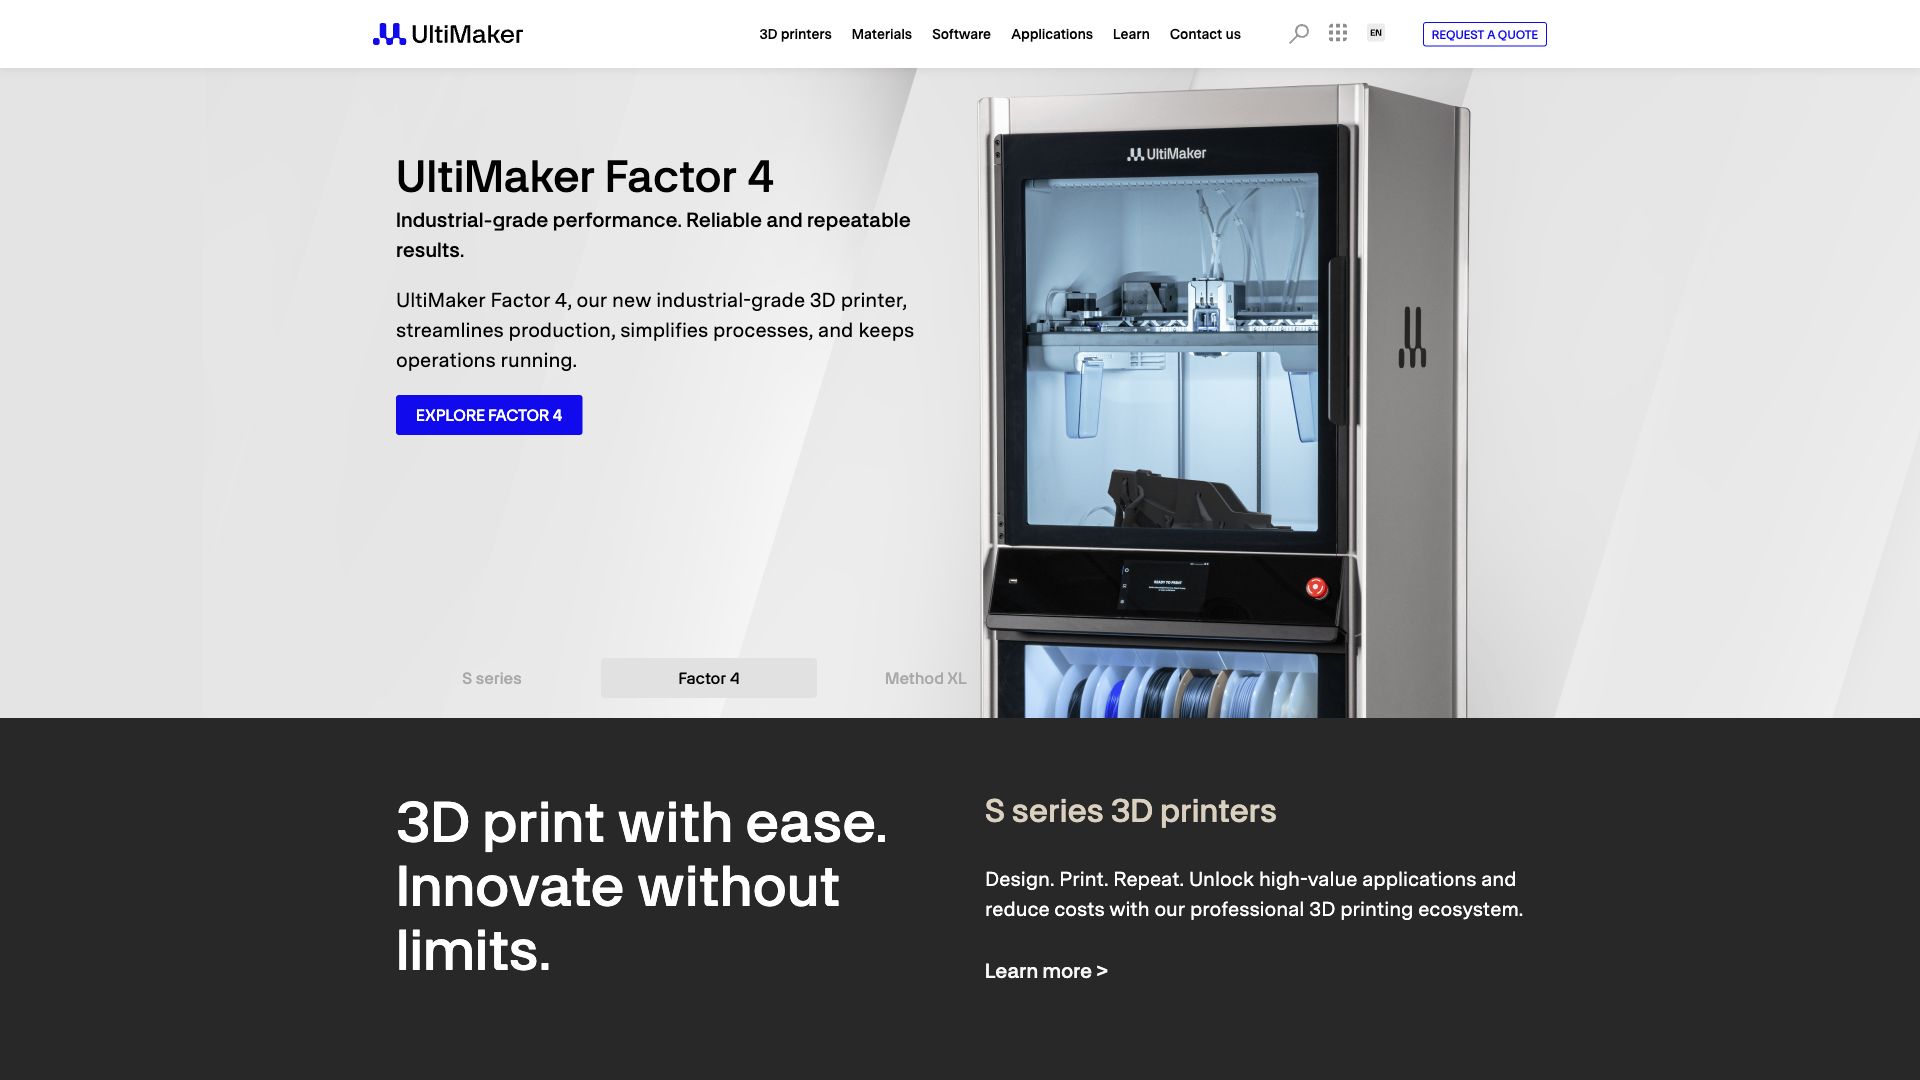 UltiMaker
3D printers
Materials
Software
Applications
Learn
Contact us
EN
REQUEST A QUOTE
UltiMaker Factor 4
Industrial-grade performance. Reliable and repeatable
results.
UltiMaker Factor 4, our new industrial-grade 3D printer,
streamlines production, simplifies processes, and keeps
operations running.
EXPLORE FACTOR 4
UltiMaker
READY TO PRINT
S series
Factor 4
Method XL
3D print with ease.
Innovate without
limits.
S series 3D printers
Design. Print. Repeat. Unlock high-value applications and
reduce costs with our professional 3D printing ecosystem.
Learn more >